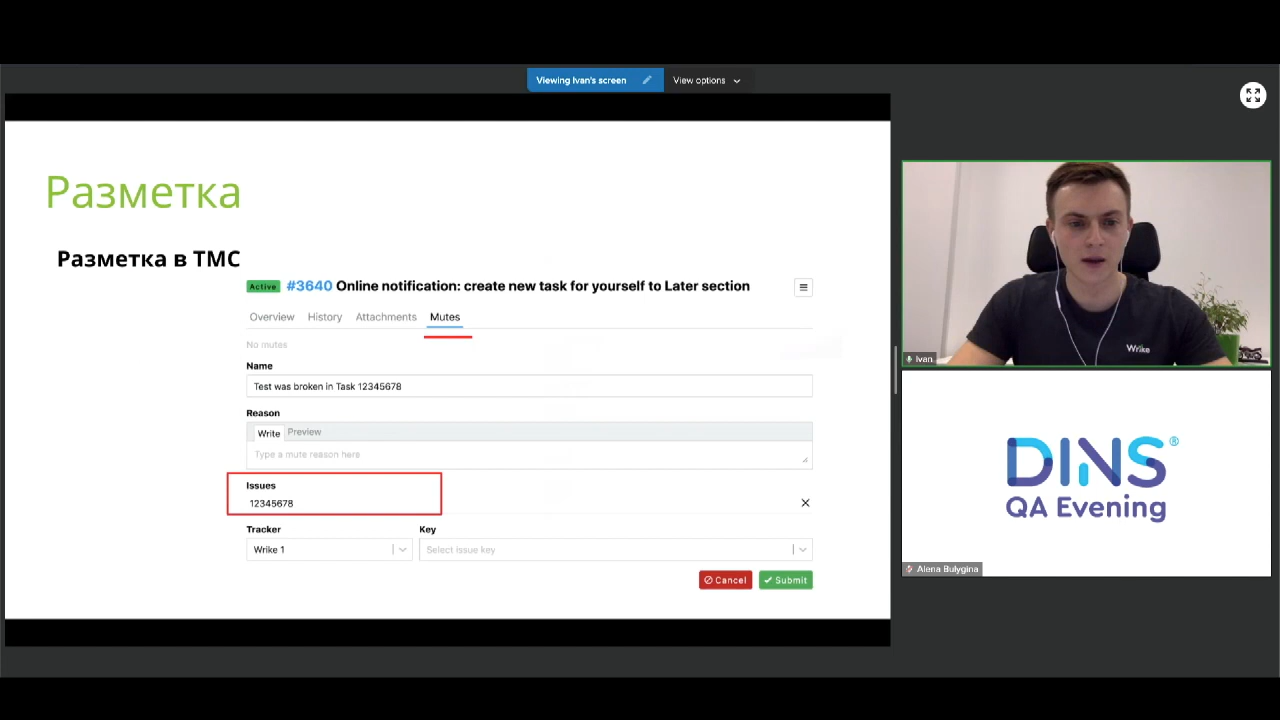 Viewing Ivan's screen
View options
Разметка
Разметка в ТМС
Active #3640 Online notification: create new task for yourself to Later section
Overview History Attachments Mutes
No mutes
Name
Test was broken in Task 12345678
Reason
Write Preview
Type a mute reason here
Issues
12345678
Tracker Key
Wrike 1 Select issue key
Cancel Submit
Wrike
Ivan
DINS®
QA Evening
Alena Bulygina